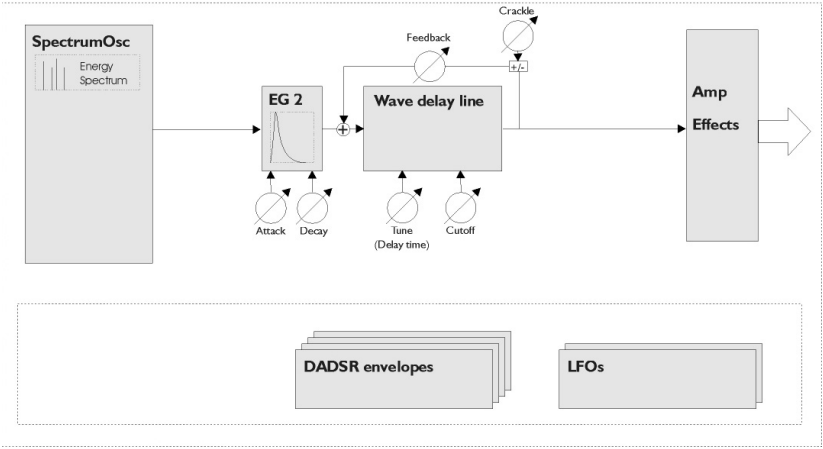 Crackle
SpectrumOsc
Feedback
Energy
Spectrum
+/-
EG 2
Wave delay line
Amp
Effects
+
Attack
Decay
Tune
(Delay time)
Cutoff
DADSR envelopes
LFOs